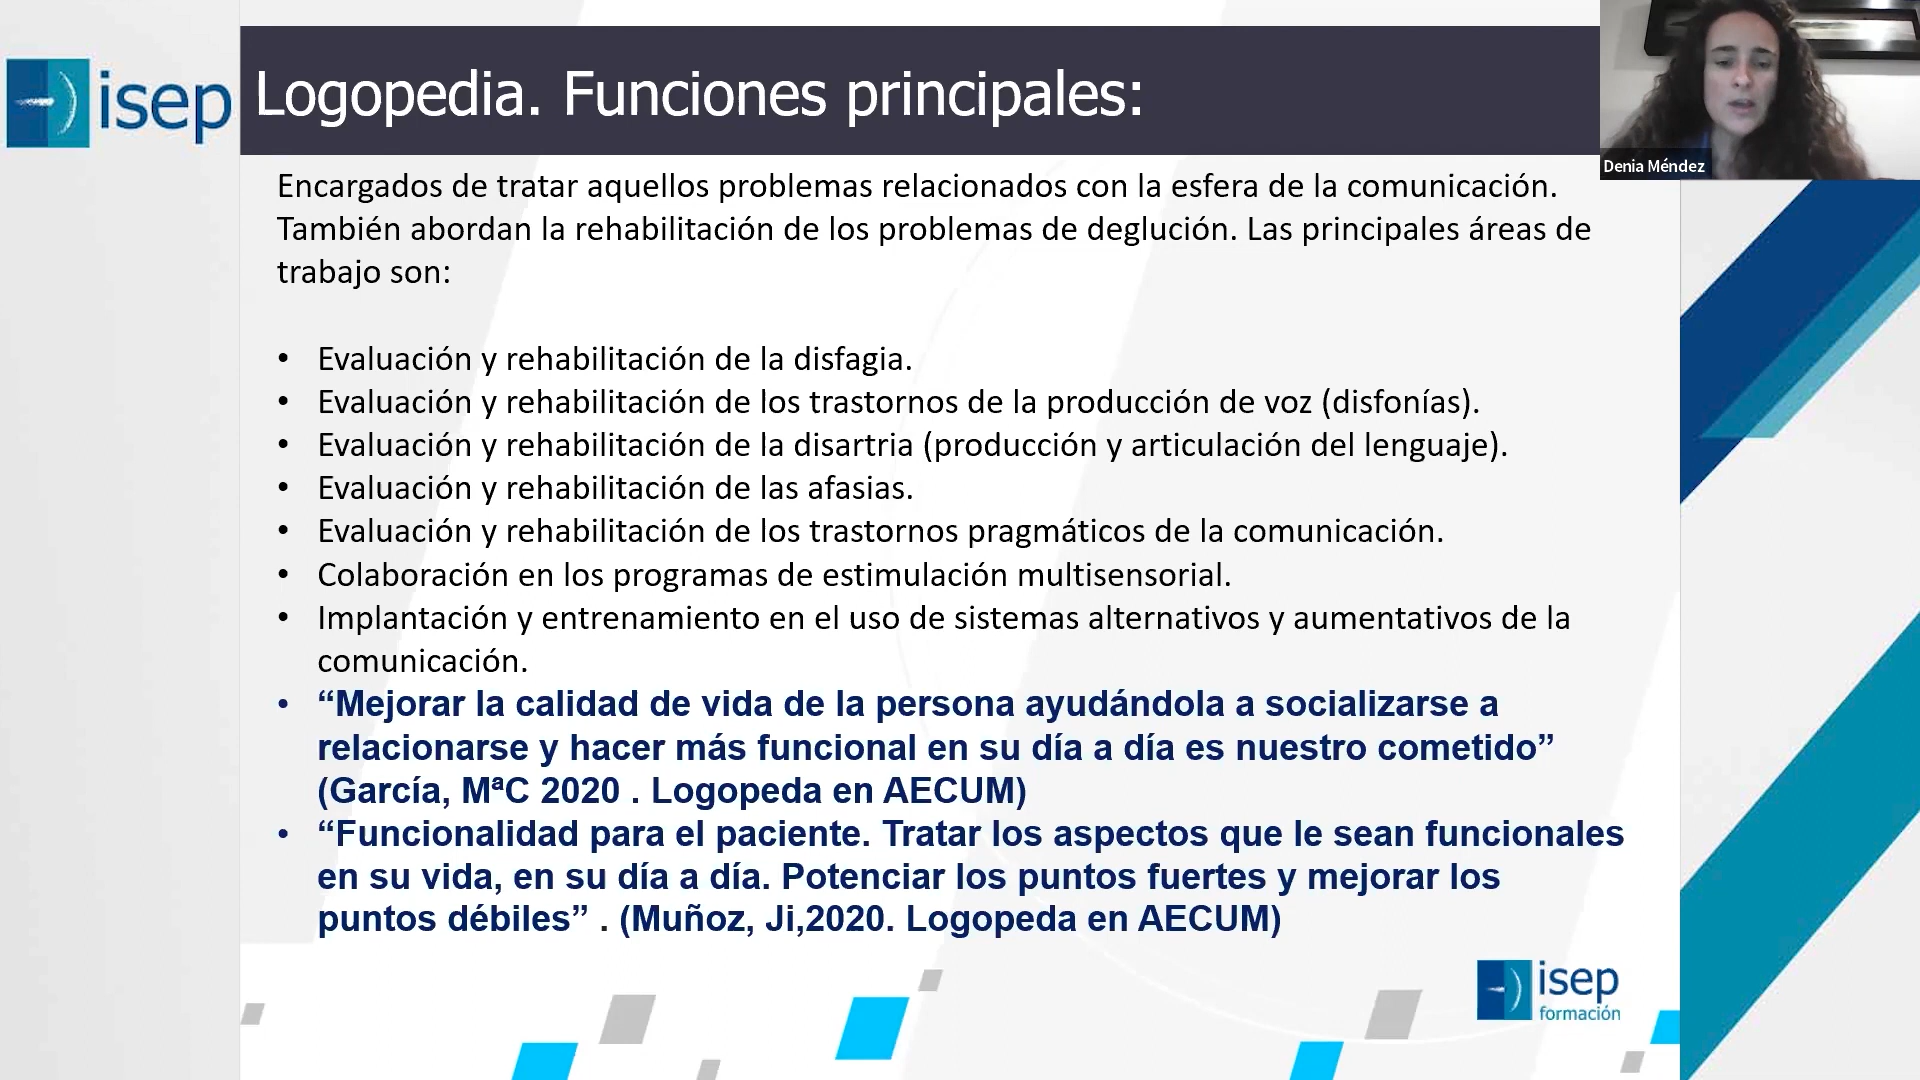 isep
Logopedia. Funciones principales:
Denia Méndez
Encargados de tratar aquellos problemas relacionados con la esfera de la comunicación.
También abordan la rehabilitación de los problemas de deglución. Las principales áreas de
trabajo son:
• Evaluación y rehabilitación de la disfagia.
• Evaluación y rehabilitación de los trastornos de la producción de voz (disfonías).
• Evaluación y rehabilitación de la disartria (producción y articulación del lenguaje).
• Evaluación y rehabilitación de las afasias.
• Evaluación y rehabilitación de los trastornos pragmáticos de la comunicación.
• Colaboración en los programas de estimulación multisensorial.
• Implantación y entrenamiento en el uso de sistemas alternativos y aumentativos de la
comunicación.
• “Mejorar la calidad de vida de la persona ayudándola a socializarse a
relacionarse y hacer más funcional en su día a día es nuestro cometido”
(García, MªC 2020 . Logopeda en AECUM)
• “Funcionalidad para el paciente. Tratar los aspectos que le sean funcionales
en su vida, en su día a día. Potenciar los puntos fuertes y mejorar los
puntos débiles” . (Muñoz, Ji,2020. Logopeda en AECUM)
isep
formación